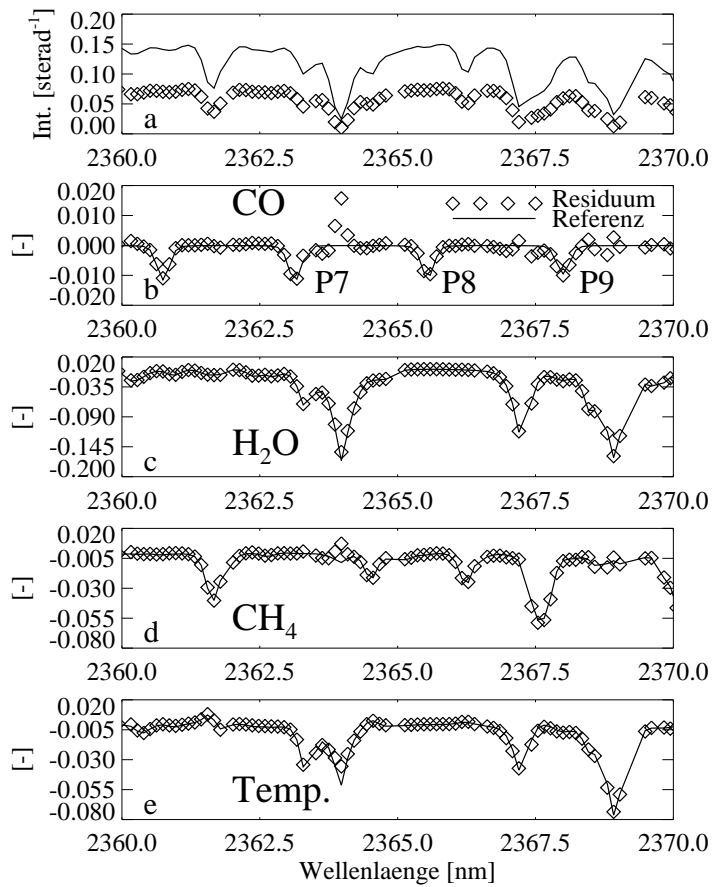 Int. [sterad⁻¹]
0.20
0.15
0.10
0.05
0.00
a
2360.0 2362.5 2365.0 2367.5 2370.0
[-]
0.020
0.010
0.000
-0.010
-0.020
CO
Residuum
Referenz
P7 P8 P9
b
2360.0 2362.5 2365.0 2367.5 2370.0
[-]
0.020
-0.035
-0.090
-0.145
-0.200
H₂O
c
2360.0 2362.5 2365.0 2367.5 2370.0
[-]
0.020
-0.005
-0.030
-0.055
-0.080
CH₄
d
2360.0 2362.5 2365.0 2367.5 2370.0
[-]
0.020
-0.005
-0.030
-0.055
-0.080
Temp.
e
2360.0 2362.5 2365.0 2367.5 2370.0
Wellenlaenge [nm]